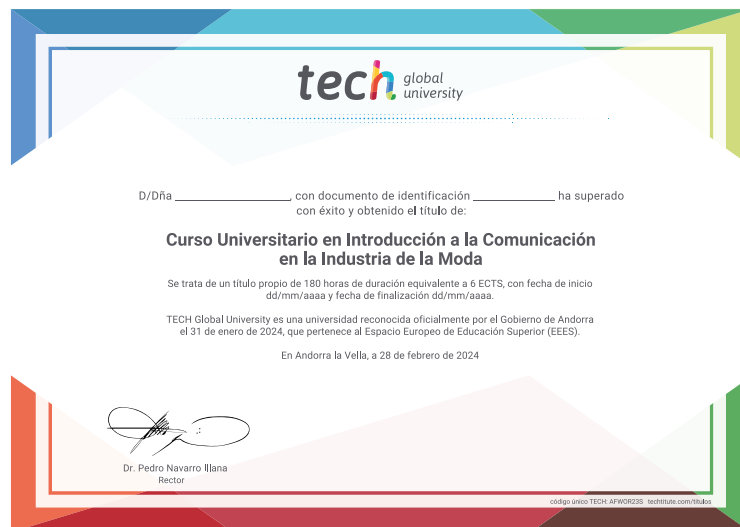 tech global university
D/Dña ____________________, con documento de identificación ______________ ha superado
con éxito y obtenido el título de:
Curso Universitario en Introducción a la Comunicación
en la Industria de la Moda
Se trata de un título propio de 180 horas de duración equivalente a 6 ECTS, con fecha de inicio
dd/mm/aaaa y fecha de finalización dd/mm/aaaa.
TECH Global University es una universidad reconocida oficialmente por el Gobierno de Andorra
el 31 de enero de 2024, que pertenece al Espacio Europeo de Educación Superior (EEES).
En Andorra la Vella, a 28 de febrero de 2024
Dr. Pedro Navarro Illana
Rector
código único TECH: AFWOR23S techtitute.com/titulos